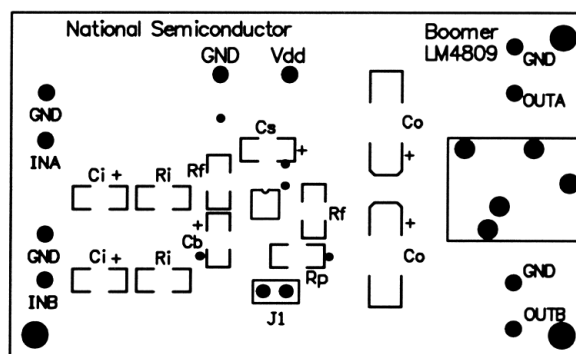 National Semiconductor
Boomer
LM4809
GND
Vdd
GND
OUTA
GND
INA
Cs
+
Co
+
Ci +
Ri
Rf
Rf
+
Cb
+
Co
GND
INB
Ci +
Ri
Rp
J1
GND
OUTB